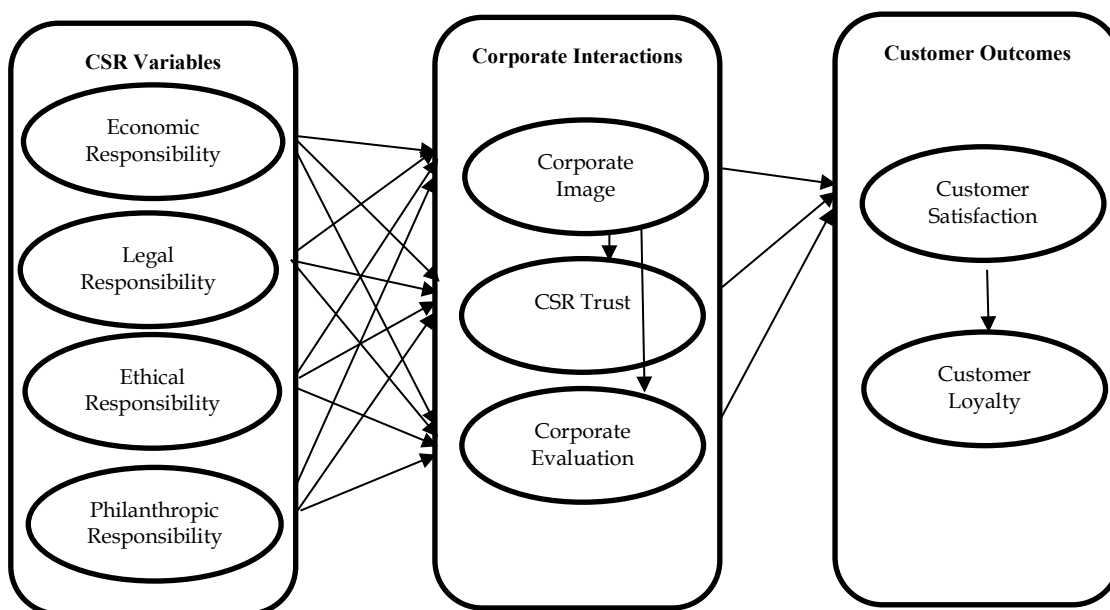 CSR Variables
Economic
Responsibility
Legal
Responsibility
Ethical
Responsibility
Philanthropic
Responsibility
Corporate Interactions
Corporate
Image
CSR Trust
Corporate
Evaluation
Customer Outcomes
Customer
Satisfaction
Customer
Loyalty